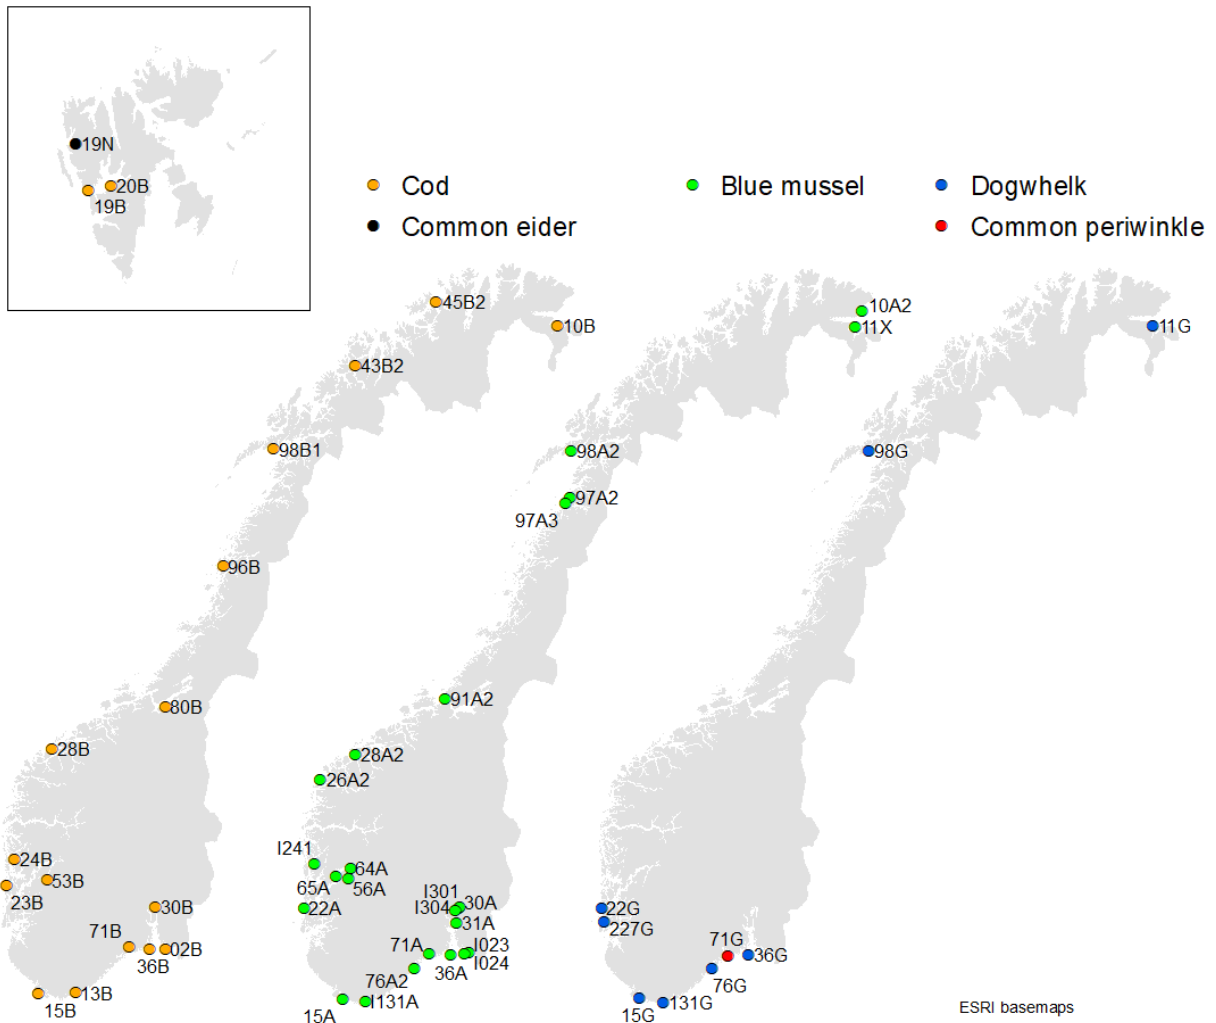 19N
20B
19B
Cod
Blue mussel
Dogwhelk
Common eider
Common periwinkle
45B2
10B
43B2
98B1
96B
80B
28B
24B
53B
23B
30B
71B
02B
36B
13B
15B
10A2
11X
98A2
97A2
97A3
91A2
28A2
26A2
I241
64A
65A
56A
22A
I301
30A
I304
31A
71A
I023
36A
I024
76A2
I131A
15A
11G
98G
22G
227G
71G
36G
76G
131G
15G
ESRI basemaps